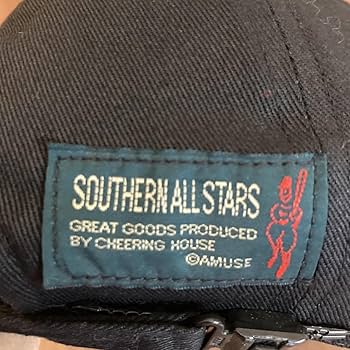 SOUTHERN ALL STARS
GREAT GOODS PRODUCED
BY CHEERING HOUSE
©AMUSE